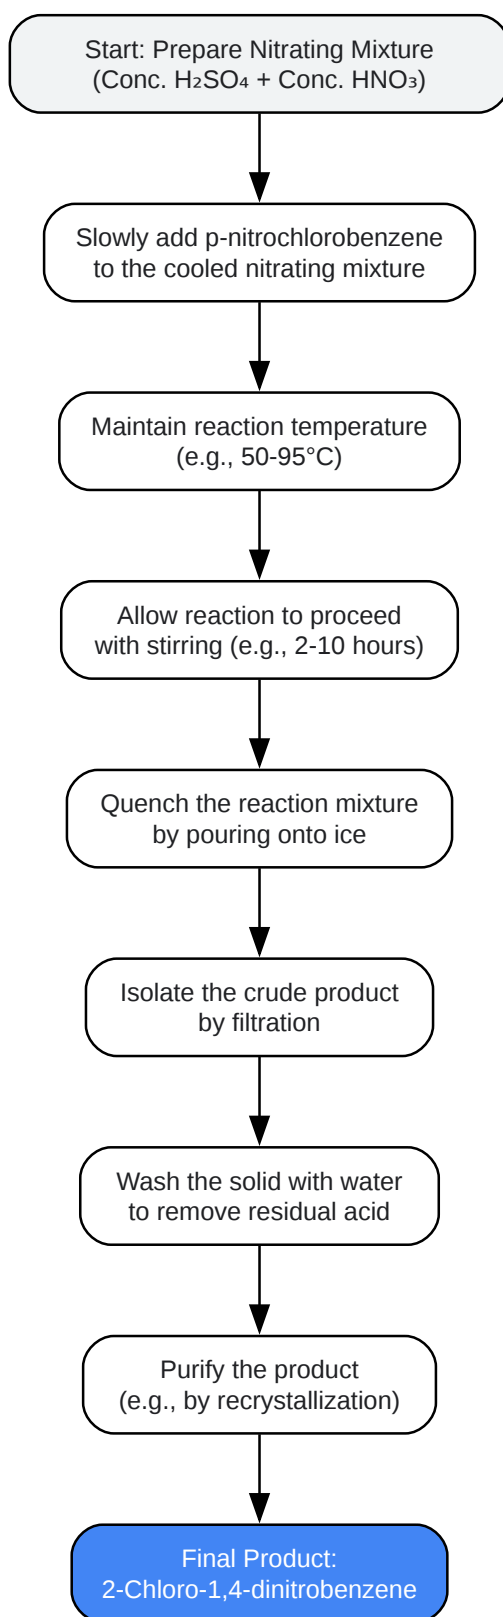 Start: Prepare Nitrating Mixture
(Conc. H₂SO₄ + Conc. HNO₃)
Slowly add p-nitrochlorobenzene
to the cooled nitrating mixture
Maintain reaction temperature
(e.g., 50-95°C)
Allow reaction to proceed
with stirring (e.g., 2-10 hours)
Quench the reaction mixture
by pouring onto ice
Isolate the crude product
by filtration
Wash the solid with water
to remove residual acid
Purify the product
(e.g., by recrystallization)
Final Product:
2-Chloro-1,4-dinitrobenzene